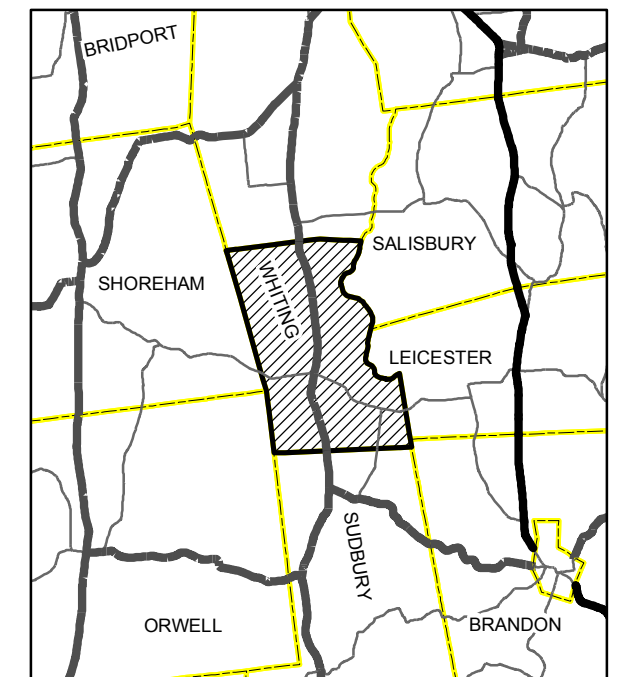 BRIDPORT
SALISBURY
SHOREHAM
WHITING
LEICESTER
SUDBURY
ORWELL
BRANDON